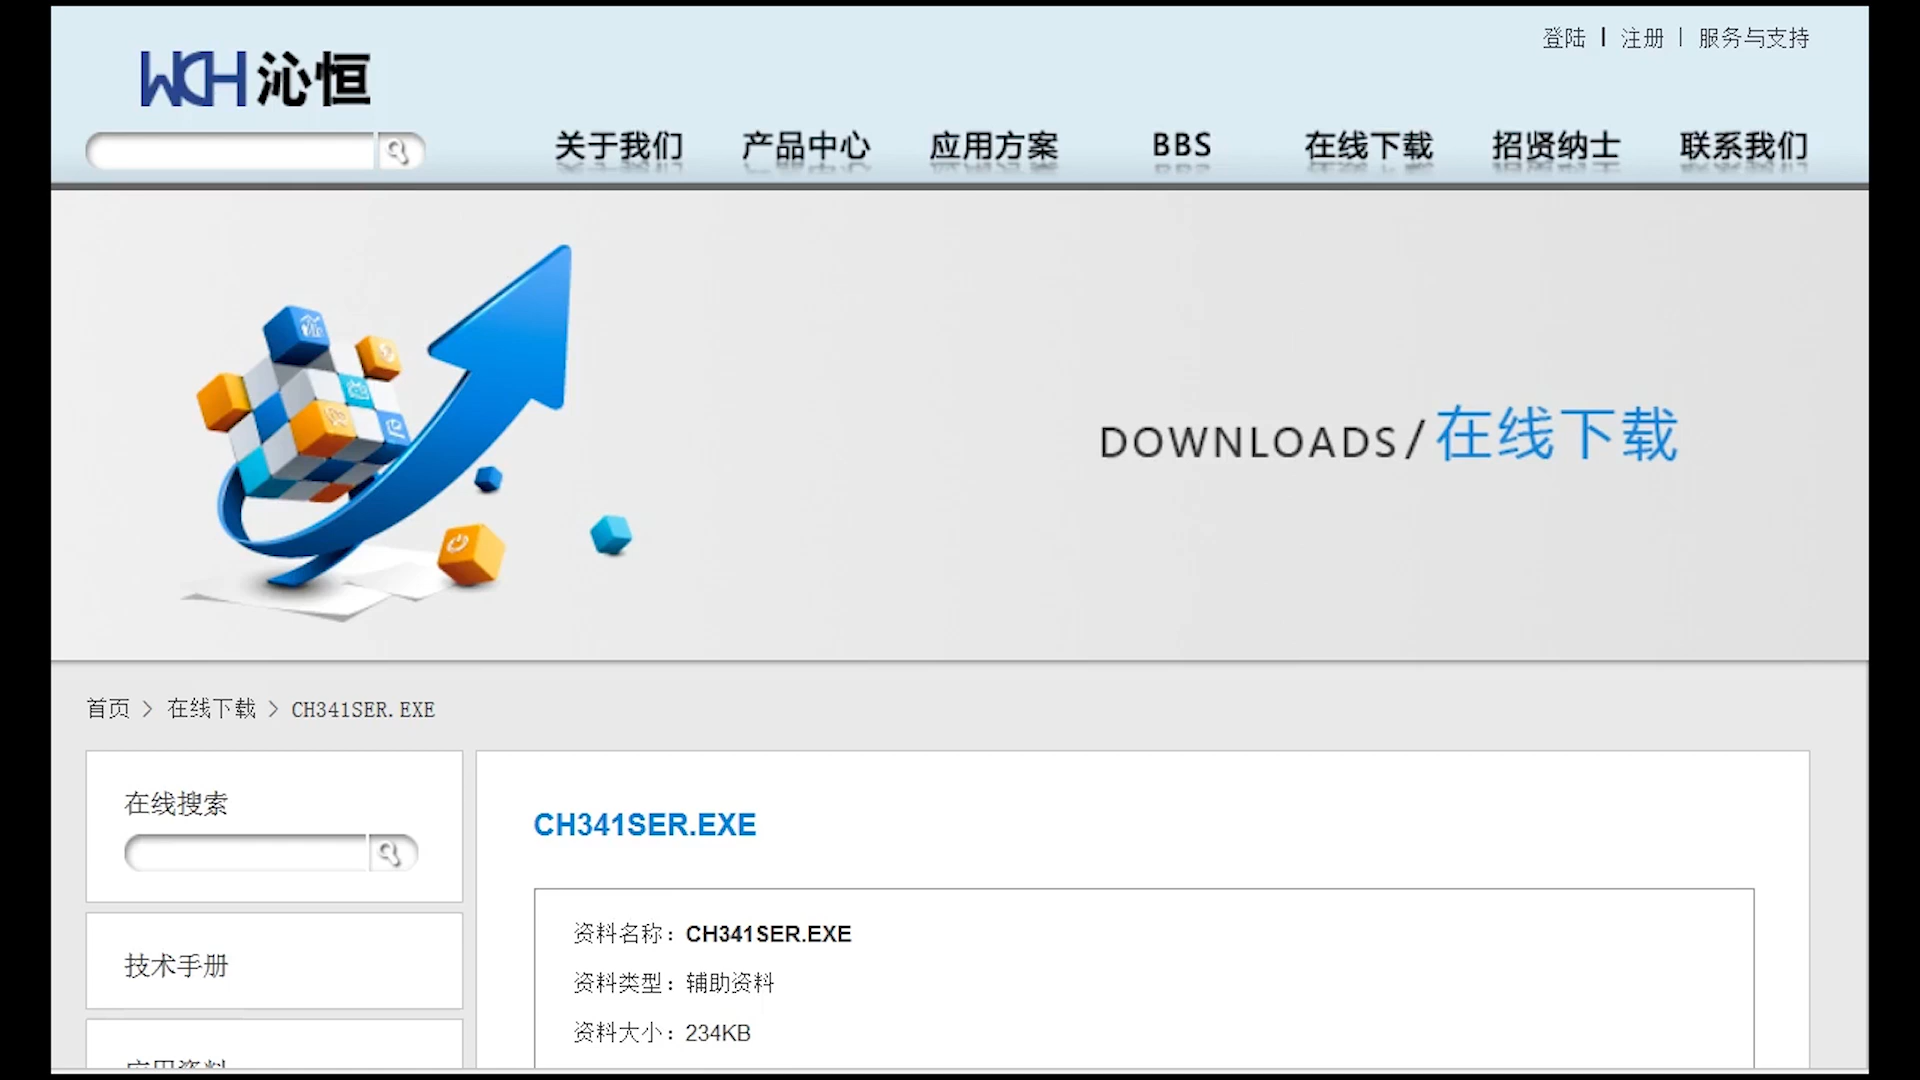 登陆 | 注册 | 服务与支持
WCH 沁恒
关于我们 产品中心 应用方案 BBS 在线下载 招贤纳士 联系我们
DOWNLOADS/在线下载
首页 > 在线下载 > CH341SER.EXE
在线搜索
CH341SER.EXE
资料名称：CH341SER.EXE
技术手册
资料类型：辅助资料
资料大小：234KB